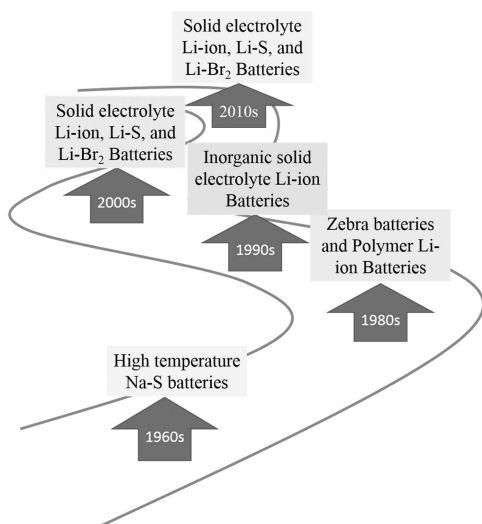 Solid electrolyte
Li-ion, Li-S, and
Li-Br₂ Batteries
2010s
Solid electrolyte
Li-ion, Li-S, and
Li-Br₂ Batteries
2000s
Inorganic solid
electrolyte Li-ion
Batteries
1990s
Zebra batteries
and Polymer Li-
ion Batteries
1980s
High temperature
Na-S batteries
1960s